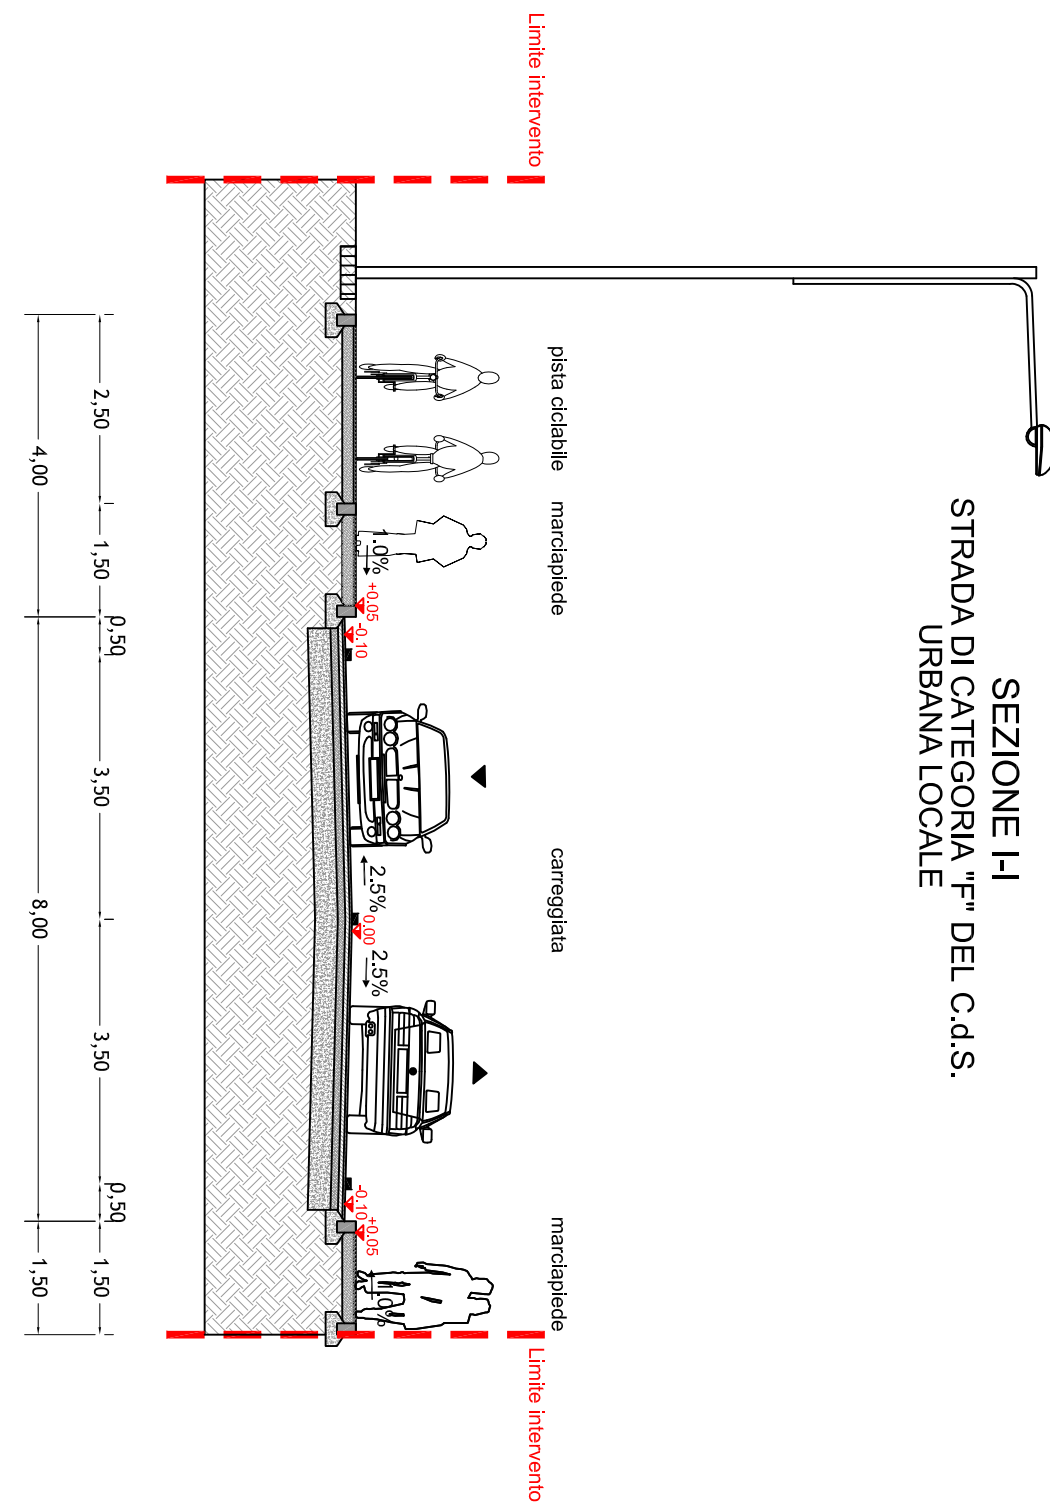 SEZIONE I-I
STRADA DI CATEGORIA "F" DEL C.d.S.
URBANA LOCALE
Limite intervento
pista ciclabile
marciapiede
carreggiata
marciapiede
Limite intervento
1.0%
+0.05
-0.10
2.5%
0.00
2.5%
-0.10
+0.05
1.0%
2,50
1,50
0,50
3,50
3,50
0,50
1,50
4,00
8,00
1,50